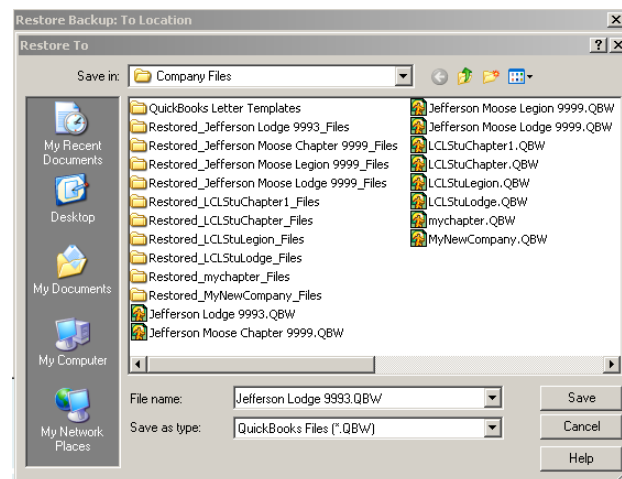 Restore Backup: To Location
Restore To
Save in:
Company Files
My Recent
Documents
Desktop
My Documents
My Computer
My Network
Places
QuickBooks Letter Templates
Restored_Jefferson Lodge 9993_Files
Restored_Jefferson Moose Chapter 9999_Files
Restored_Jefferson Moose Legion 9999_Files
Restored_Jefferson Moose Lodge 9999_Files
Restored_LCLStuChapter1_Files
Restored_LCLStuChapter_Files
Restored_LCLStuLegion_Files
Restored_LCLStuLodge_Files
Restored_mychapter_Files
Restored_MyNewCompany_Files
Jefferson Lodge 9993.QBW
Jefferson Moose Chapter 9999.QBW
Jefferson Moose Legion 9999.QBW
Jefferson Moose Lodge 9999.QBW
LCLStuChapter1.QBW
LCLStuChapter.QBW
LCLStuLegion.QBW
LCLStuLodge.QBW
mychapter.QBW
MyNewCompany.QBW
File name:
Jefferson Lodge 9993.QBW
Save
Save as type:
QuickBooks Files (*.QBW)
Cancel
Help